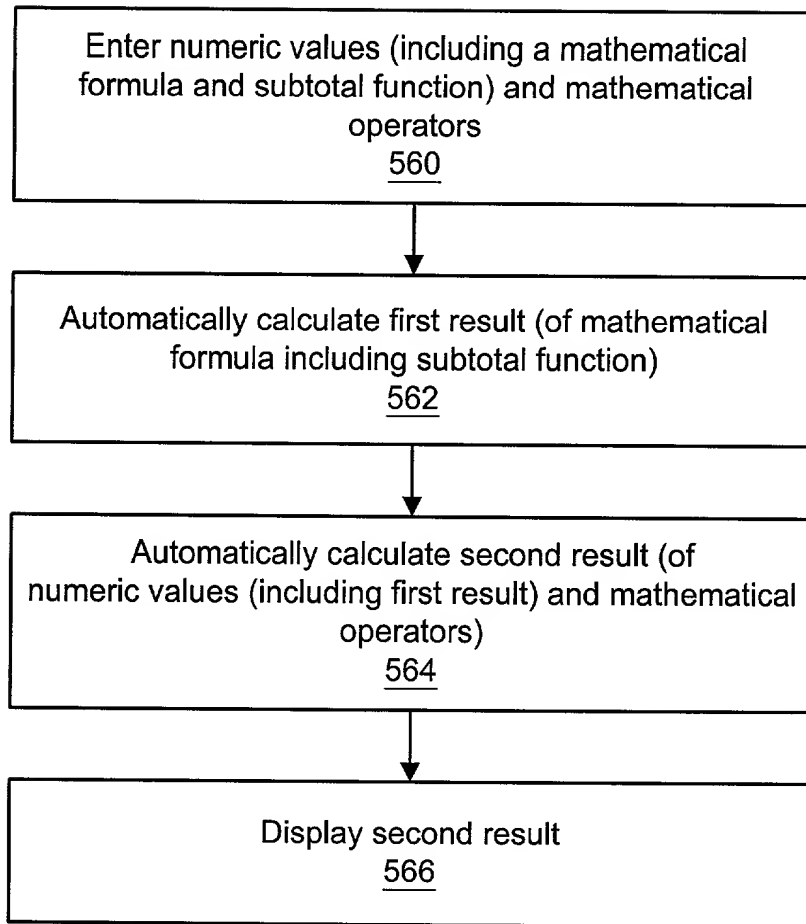 Enter numeric values (including a mathematical
formula and subtotal function) and mathematical
operators
560
Automatically calculate first result (of mathematical
formula including subtotal function)
562
Automatically calculate second result (of
numeric values (including first result) and mathematical
operators)
564
Display second result
566